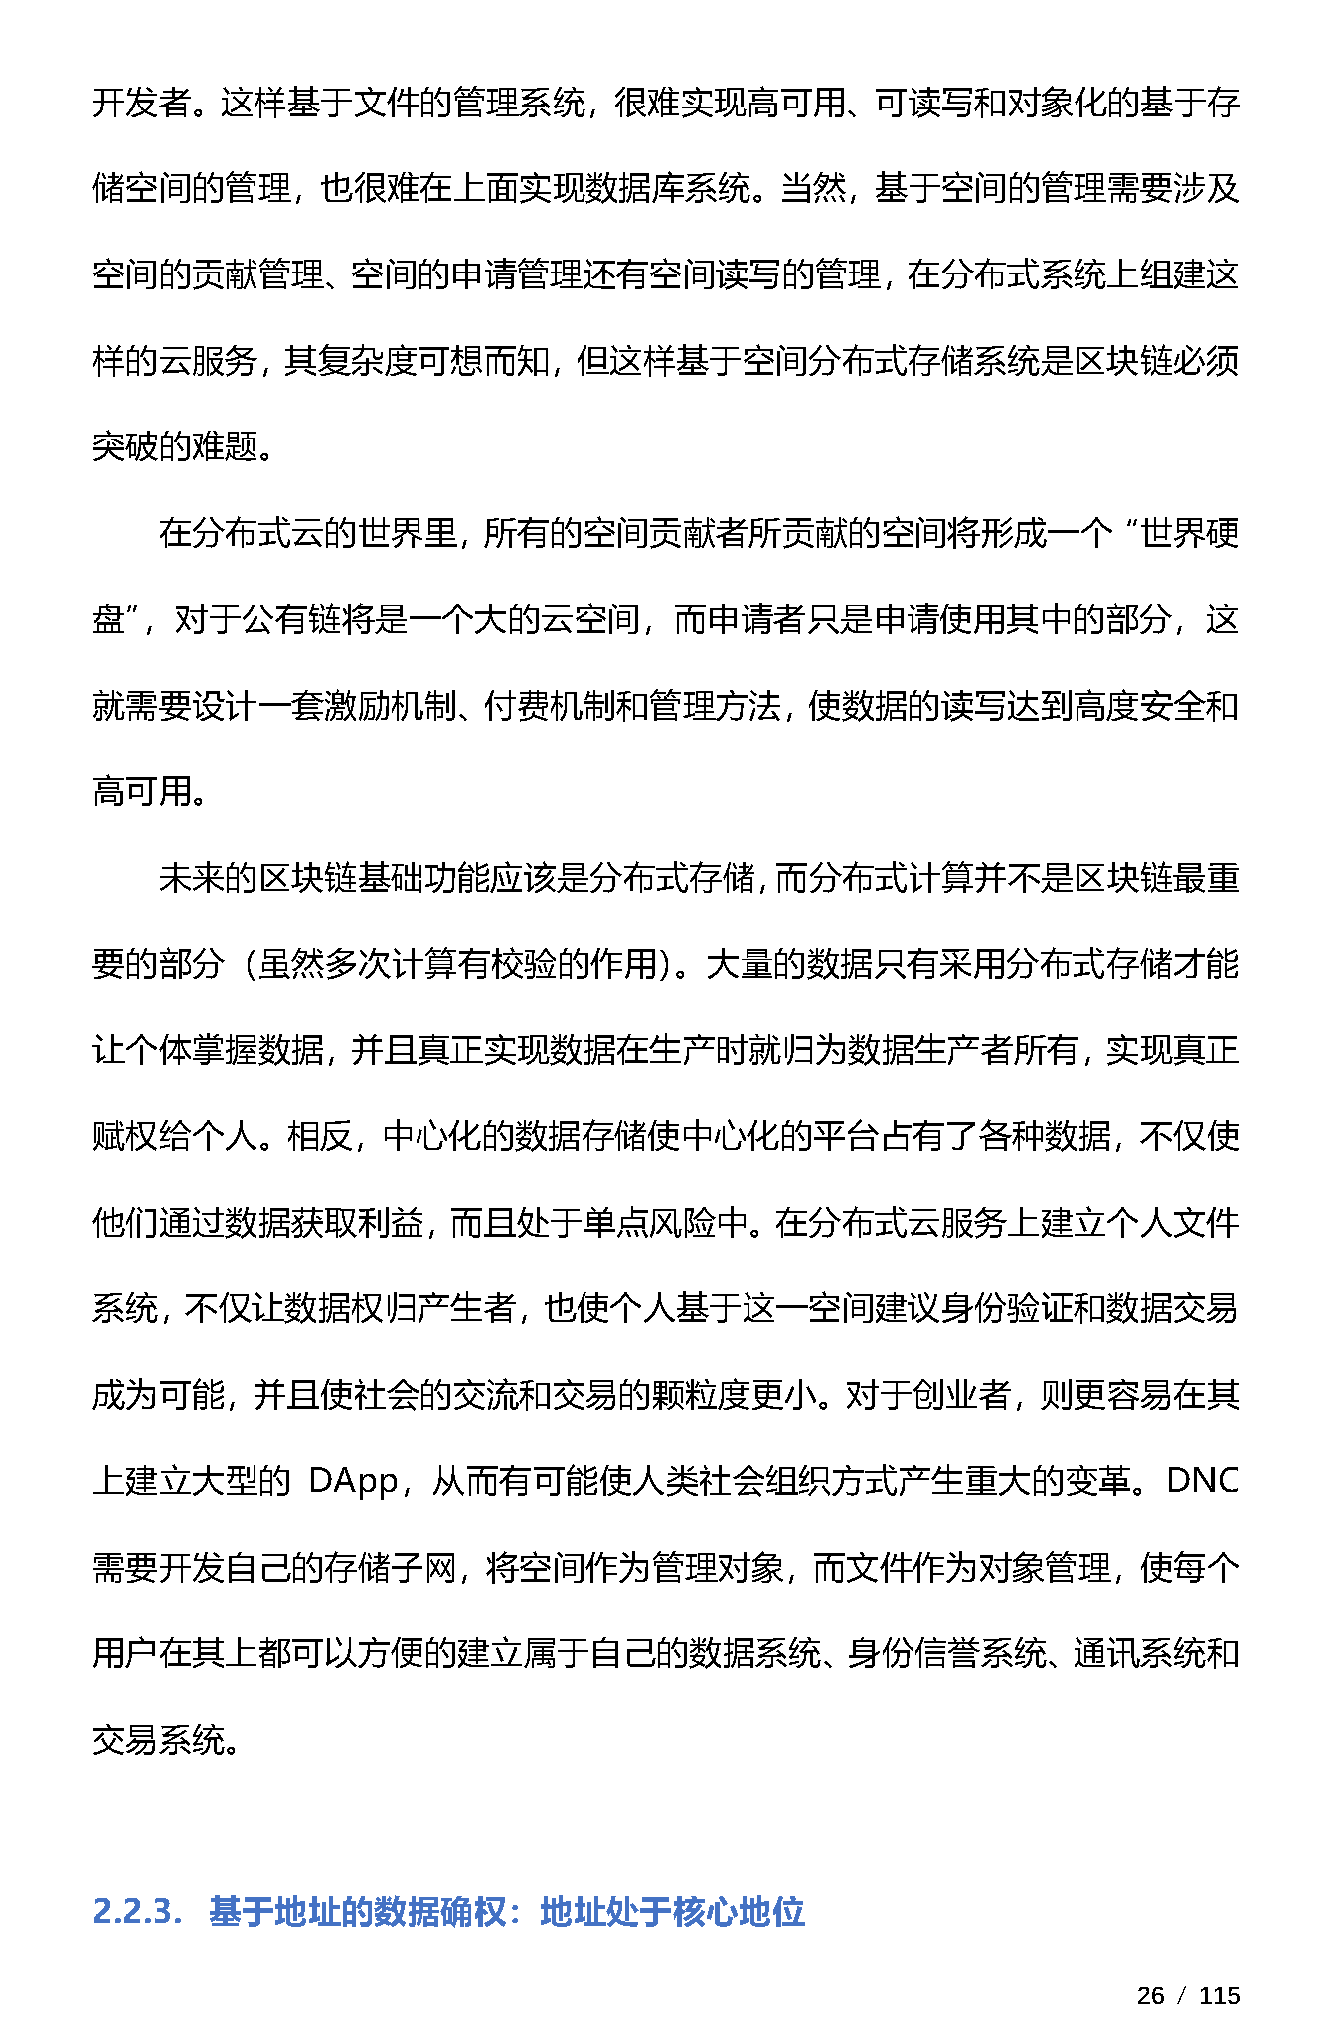 开发者。这样基于文件的管理系统，很难实现高可用、可读写和对象化的基于存
储空间的管理，也很难在上面实现数据库系统。当然，基于空间的管理需要涉及
空间的贡献管理、空间的申请管理还有空间读写的管理，在分布式系统上组建这
样的云服务，其复杂度可想而知，但这样基于空间分布式存储系统是区块链必须
突破的难题。
在分布式云的世界里，所有的空间贡献者所贡献的空间将形成一个“世界硬
盘”，对于公有链将是一个大的云空间，而申请者只是申请使用其中的部分，这
就需要设计一套激励机制、付费机制和管理方法，使数据的读写达到高度安全和
高可用。
未来的区块链基础功能应该是分布式存储，而分布式计算并不是区块链最重
要的部分（虽然多次计算有校验的作用）。大量的数据只有采用分布式存储才能
让个体掌握数据，并且真正实现数据在生产时就归为数据生产者所有，实现真正
赋权给个人。相反，中心化的数据存储使中心化的平台占有了各种数据，不仅使
他们通过数据获取利益，而且处于单点风险中。在分布式云服务上建立个人文件
系统，不仅让数据权归产生者，也使个人基于这一空间建议身份验证和数据交易
成为可能，并且使社会的交流和交易的颗粒度更小。对于创业者，则更容易在其
上建立大型的 DApp，从而有可能使人类社会组织方式产生重大的变革。DNC
需要开发自己的存储子网，将空间作为管理对象，而文件作为对象管理，使每个
用户在其上都可以方便的建立属于自己的数据系统、身份信誉系统、通讯系统和
交易系统。
2.2.3. 基于地址的数据确权：地址处于核心地位
26 / 115